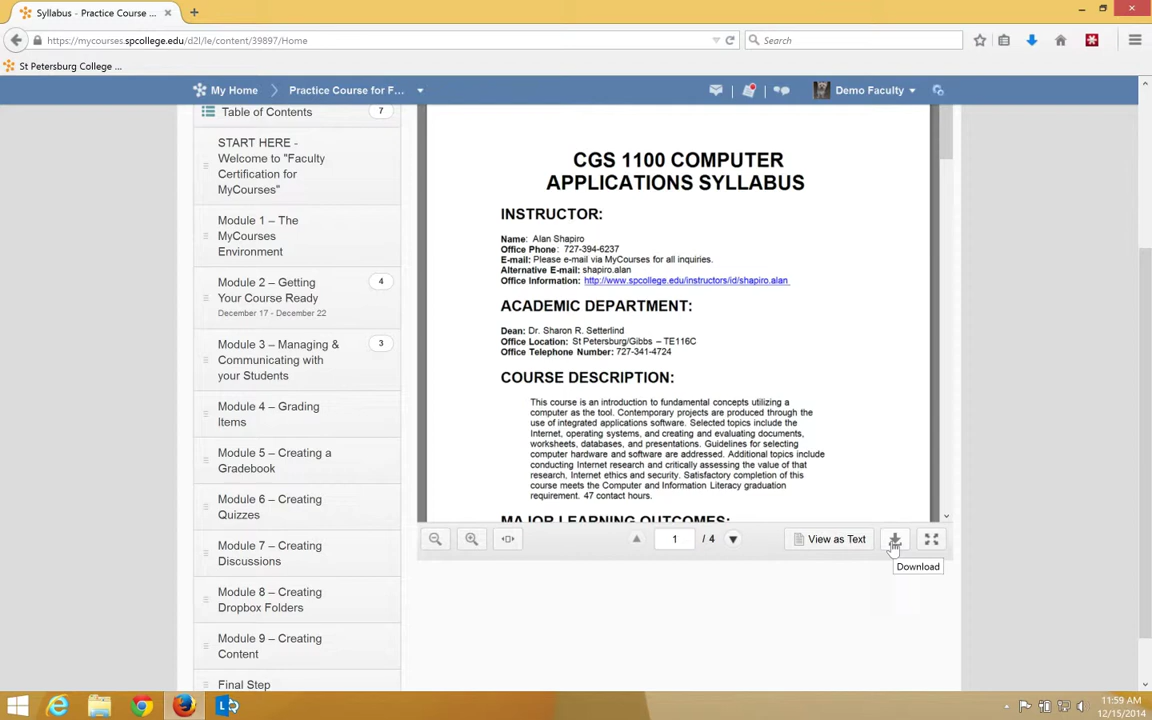 Syllabus - Practice Course ...
https://mycourses.spcollege.edu/d2l/le/content/39897/Home
Search
St Petersburg College ...
My Home
Practice Course for F...
Demo Faculty
Table of Contents
7
START HERE -
Welcome to "Faculty
Certification for
MyCourses"
Module 1 – The
MyCourses
Environment
Module 2 – Getting
Your Course Ready
4
December 17 - December 22
Module 3 – Managing &
Communicating with
your Students
3
Module 4 – Grading
Items
Module 5 – Creating a
Gradebook
Module 6 – Creating
Quizzes
Module 7 – Creating
Discussions
Module 8 – Creating
Dropbox Folders
Module 9 – Creating
Content
Final Step
CGS 1100 COMPUTER
APPLICATIONS SYLLABUS
INSTRUCTOR:
Name: Alan Shapiro
Office Phone: 727-394-6237
E-mail: Please e-mail via MyCourses for all inquiries.
Alternative E-mail: shapiro.alan
Office Information: http://www.spcollege.edu/instructors/id/shapiro.alan
ACADEMIC DEPARTMENT:
Dean: Dr. Sharon R. Setterlind
Office Location: St Petersburg/Gibbs – TE116C
Office Telephone Number: 727-341-4724
COURSE DESCRIPTION:
This course is an introduction to fundamental concepts utilizing a
computer as the tool. Contemporary projects are produced through the
use of integrated applications software. Selected topics include the
Internet, operating systems, and creating and evaluating documents,
worksheets, databases, and presentations. Guidelines for selecting
computer hardware and software are addressed. Additional topics include
conducting Internet research and critically assessing the value of that
research, Internet ethics and security. Satisfactory completion of this
course meets the Computer and Information Literacy graduation
requirement. 47 contact hours.
MAJOR LEARNING OUTCOMES:
1 / 4
View as Text
Download
11:59 AM
12/15/2014